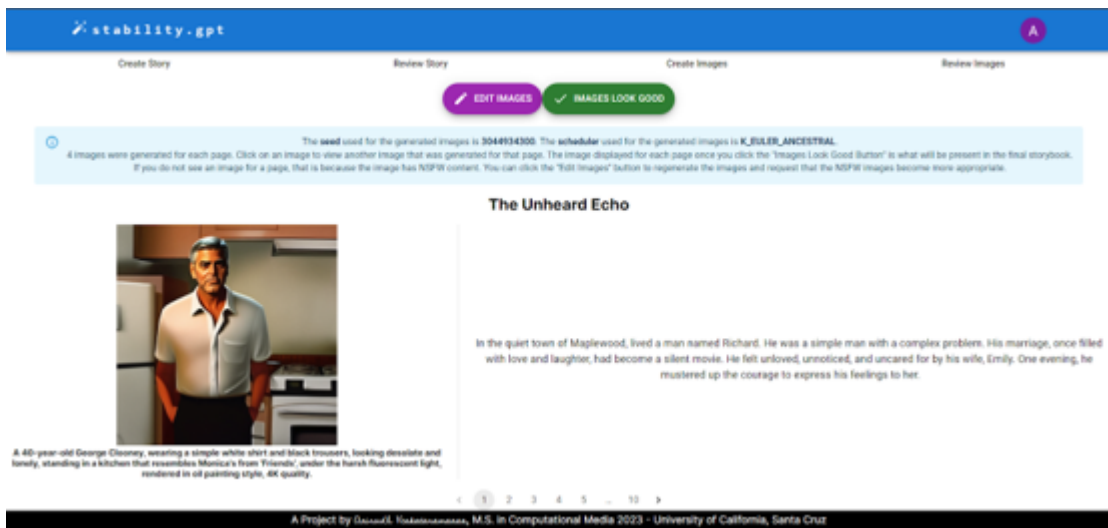 stability.gpt
A
Create Story
Review Story
Create Images
Review Images
EDIT IMAGES
IMAGES LOOK GOOD
The seed used for the generated images is 3044934300. The scheduler used for the generated images is K_EULER_ANCESTRAL.
4 images were generated for each page. Click on an image to view another image that was generated for that page. The image displayed for each page once you click the "Images Look Good Button" is what will be present in the final storybook.
If you do not see an image for a page, that is because the image has NSFW content. You can click the "Edit Images" button to regenerate the images and request that the NSFW images become more appropriate.
The Unheard Echo
In the quiet town of Maplewood, lived a man named Richard. He was a simple man with a complex problem. His marriage, once filled
with love and laughter, had become a silent movie. He felt unloved, unnoticed, and uncared for by his wife, Emily. One evening, he
mustered up the courage to express his feelings to her.
A 40-year-old George Clooney, wearing a simple white shirt and black trousers, looking desolate and
lonely, standing in a kitchen that resembles Monica's from 'Friends', under the harsh fluorescent light,
rendered in oil painting style, 4K quality.
< 1 2 3 4 5 … 10 >
A Project by M.S. in Computational Media 2023 - University of California, Santa Cruz